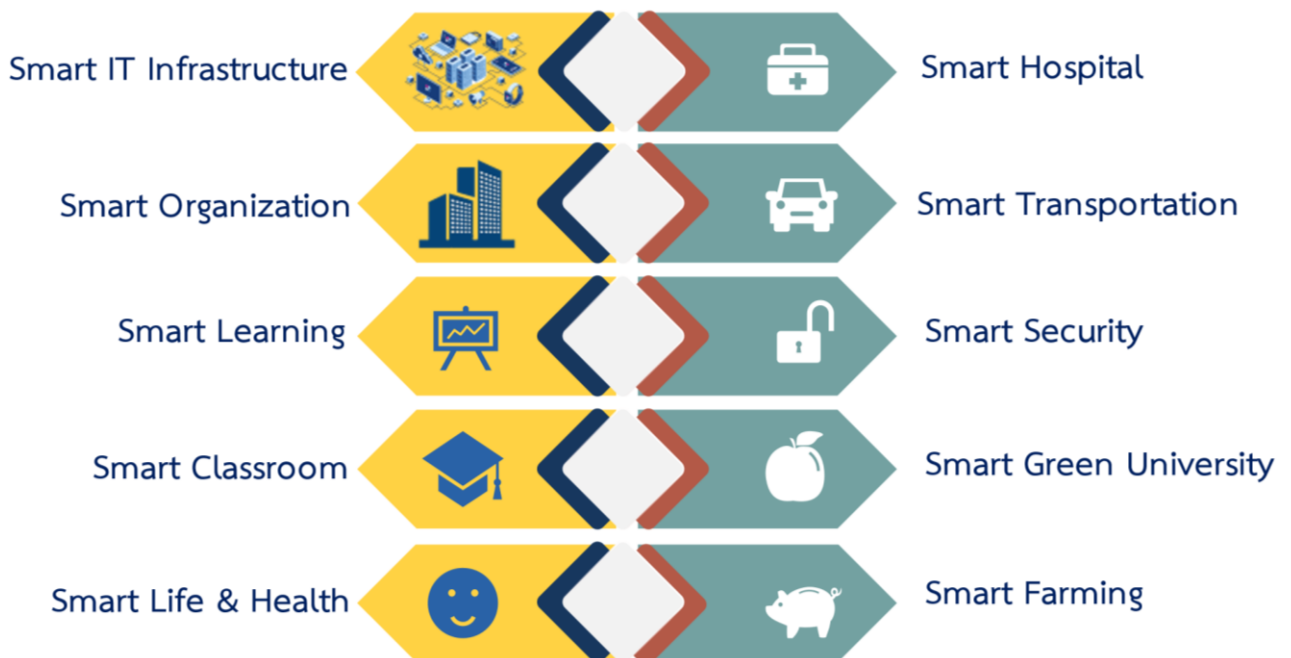 Smart IT Infrastructure
Smart Hospital
Smart Organization
Smart Transportation
Smart Learning
Smart Security
Smart Classroom
Smart Green University
Smart Life & Health
Smart Farming